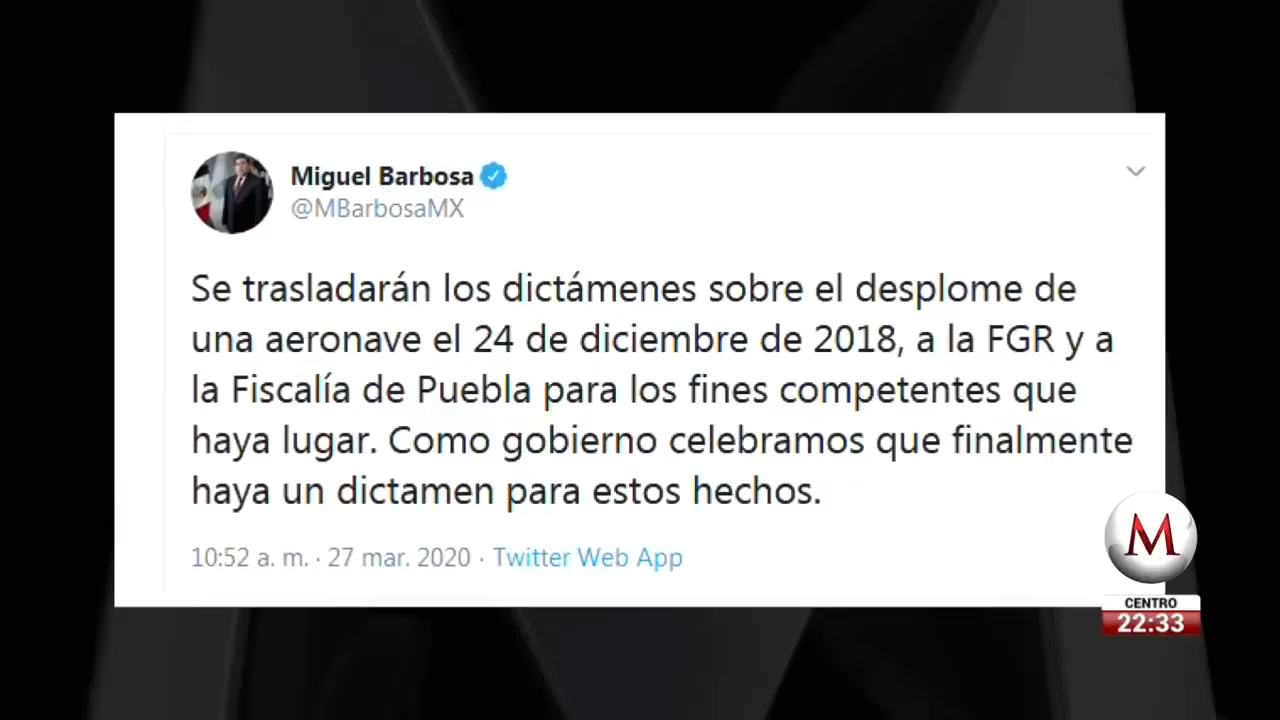 Miguel Barbosa
@MBarbosaMX
Se trasladarán los dictámenes sobre el desplome de
una aeronave el 24 de diciembre de 2018, a la FGR y a
la Fiscalía de Puebla para los fines competentes que
haya lugar. Como gobierno celebramos que finalmente
haya un dictamen para estos hechos.
10:52 a. m. · 27 mar. 2020 · Twitter Web App
M
CENTRO
22:33